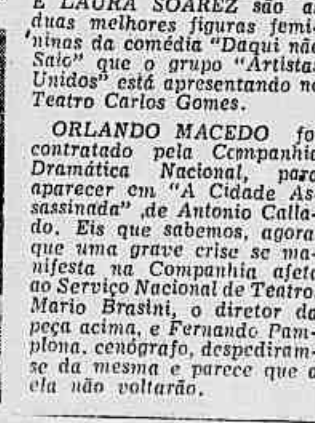 E LAURA SOAREZ são as
duas melhores figuras femi-
ninas da comédia "Daqui não
Saio" que o grupo "Artistas
Unidos" está apresentando no
Teatro Carlos Gomes.
ORLANDO MACEDO foi
contratado pela Companhia
Dramática Nacional, para
aparecer em "A Cidade As-
sassinada" ,de Antonio Calla-
do. Eis que sabemos, agora,
que uma grave crise se ma-
nifesta na Companhia afeta
ao Serviço Nacional de Teatro.
Mario Brasini, o diretor da
peça acima, e Fernando Pam-
plona, cenógrafo, despediram-
se da mesma e parece que a
ela não voltarão.